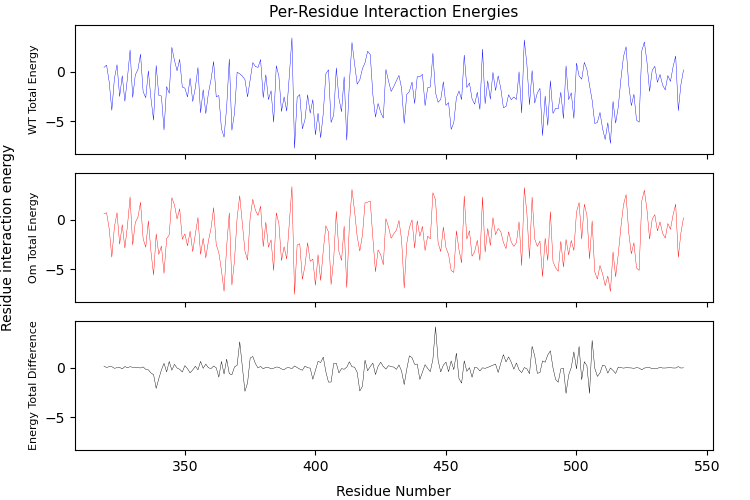 Per-Residue Interaction Energies
Residue interaction energy
WT Total Energy
0
−5
Om Total Energy
0
−5
Energy Total Difference
0
−5
350
400
450
500
550
Residue Number